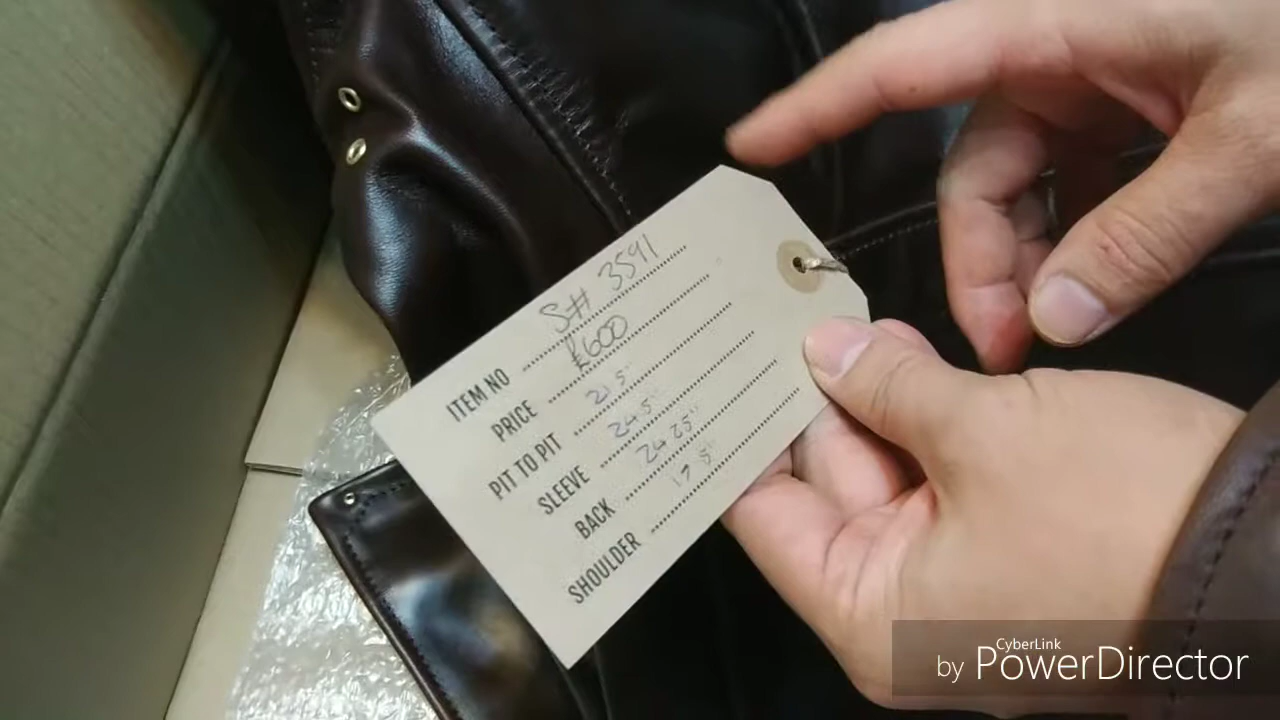 ITEM NO S# 3591
PRICE £600
PIT TO PIT 21.5"
SLEEVE 24.5"
BACK 24.25"
SHOULDER 17.5"
CyberLink
by PowerDirector